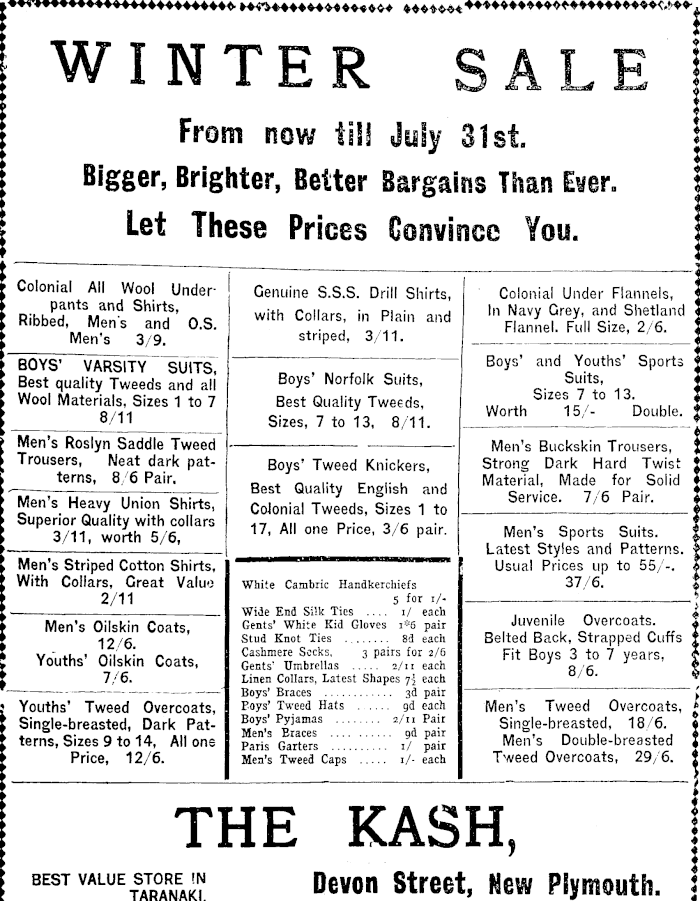 WINTER SALE
From now till July 31st.
Bigger, Brighter, Better Bargains Than Ever.
Let These Prices Convince You.
Colonial All Wool Under-
pants and Shirts,
Ribbed, Men's and O.S.
Men's 3/9.
BOYS' VARSITY SUITS,
Best quality Tweeds and all
Wool Materials, Sizes 1 to 7
8/11
Men's Roslyn Saddle Tweed
Trousers, Neat dark pat-
terns, 8/6 Pair.
Men's Heavy Union Shirts,
Superior Quality with collars
3/11, worth 5/6,
Men's Striped Cotton Shirts,
With Collars, Great Value
2/11
Men's Oilskin Coats,
12/6.
Youths' Oilskin Coats,
7/6.
Youths' Tweed Overcoats,
Single-breasted, Dark Pat-
terns, Sizes 9 to 14, All one
Price, 12/6.
Genuine S.S.S. Drill Shirts,
with Collars, in Plain and
striped, 3/11.
Boys' Norfolk Suits,
Best Quality Tweeds,
Sizes, 7 to 13, 8/11.
Boys' Tweed Knickers,
Best Quality English and
Colonial Tweeds, Sizes 1 to
17, All one Price, 3/6 pair.
White Cambric Handkerchiefs
5 for 1/-
Wide End Silk Ties .... 1/ each
Gents' White Kid Gloves 1*6 pair
Stud Knot Ties ........ 8d each
Cashmere Socks, 3 pairs for 2/6
Gents' Umbrellas ..... 2/11 each
Linen Collars, Latest Shapes 7½ each
Boys' Braces ........... 3d pair
Boys' Tweed Hats ..... 9d each
Boys' Pyjamas ........ 2/11 Pair
Men's Braces .... ....... 9d pair
Paris Garters .......... 1/ pair
Men's Tweed Caps ..... 1/- each
Colonial Under Flannels,
In Navy Grey, and Shetland
Flannel. Full Size, 2/6.
Boys' and Youths' Sports
Suits,
Sizes 7 to 13.
Worth 15/- Double.
Men's Buckskin Trousers,
Strong Dark Hard Twist
Material, Made for Solid
Service. 7/6 Pair.
Men's Sports Suits.
Latest Styles and Patterns.
Usual Prices up to 55/-.
37/6.
Juvenile Overcoats.
Belted Back, Strapped Cuffs
Fit Boys 3 to 7 years,
8/6.
Men's Tweed Overcoats,
Single-breasted, 18/6.
Men's Double-breasted
Tweed Overcoats, 29/6.
THE KASH,
BEST VALUE STORE IN
TARANAKI.
Devon Street, New Plymouth.